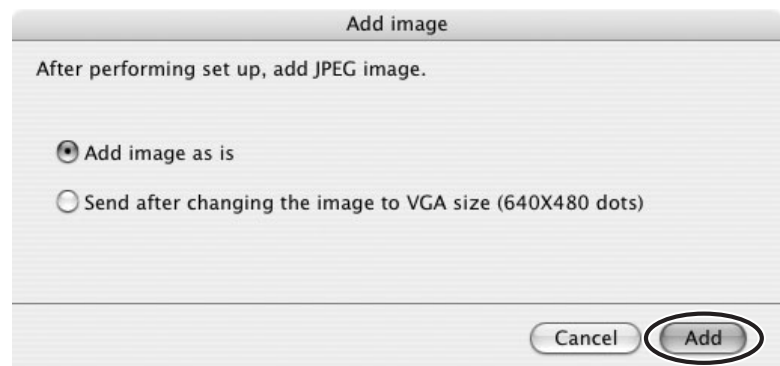 Add image
After performing set up, add JPEG image.
Add image as is
Send after changing the image to VGA size (640X480 dots)
Cancel Add